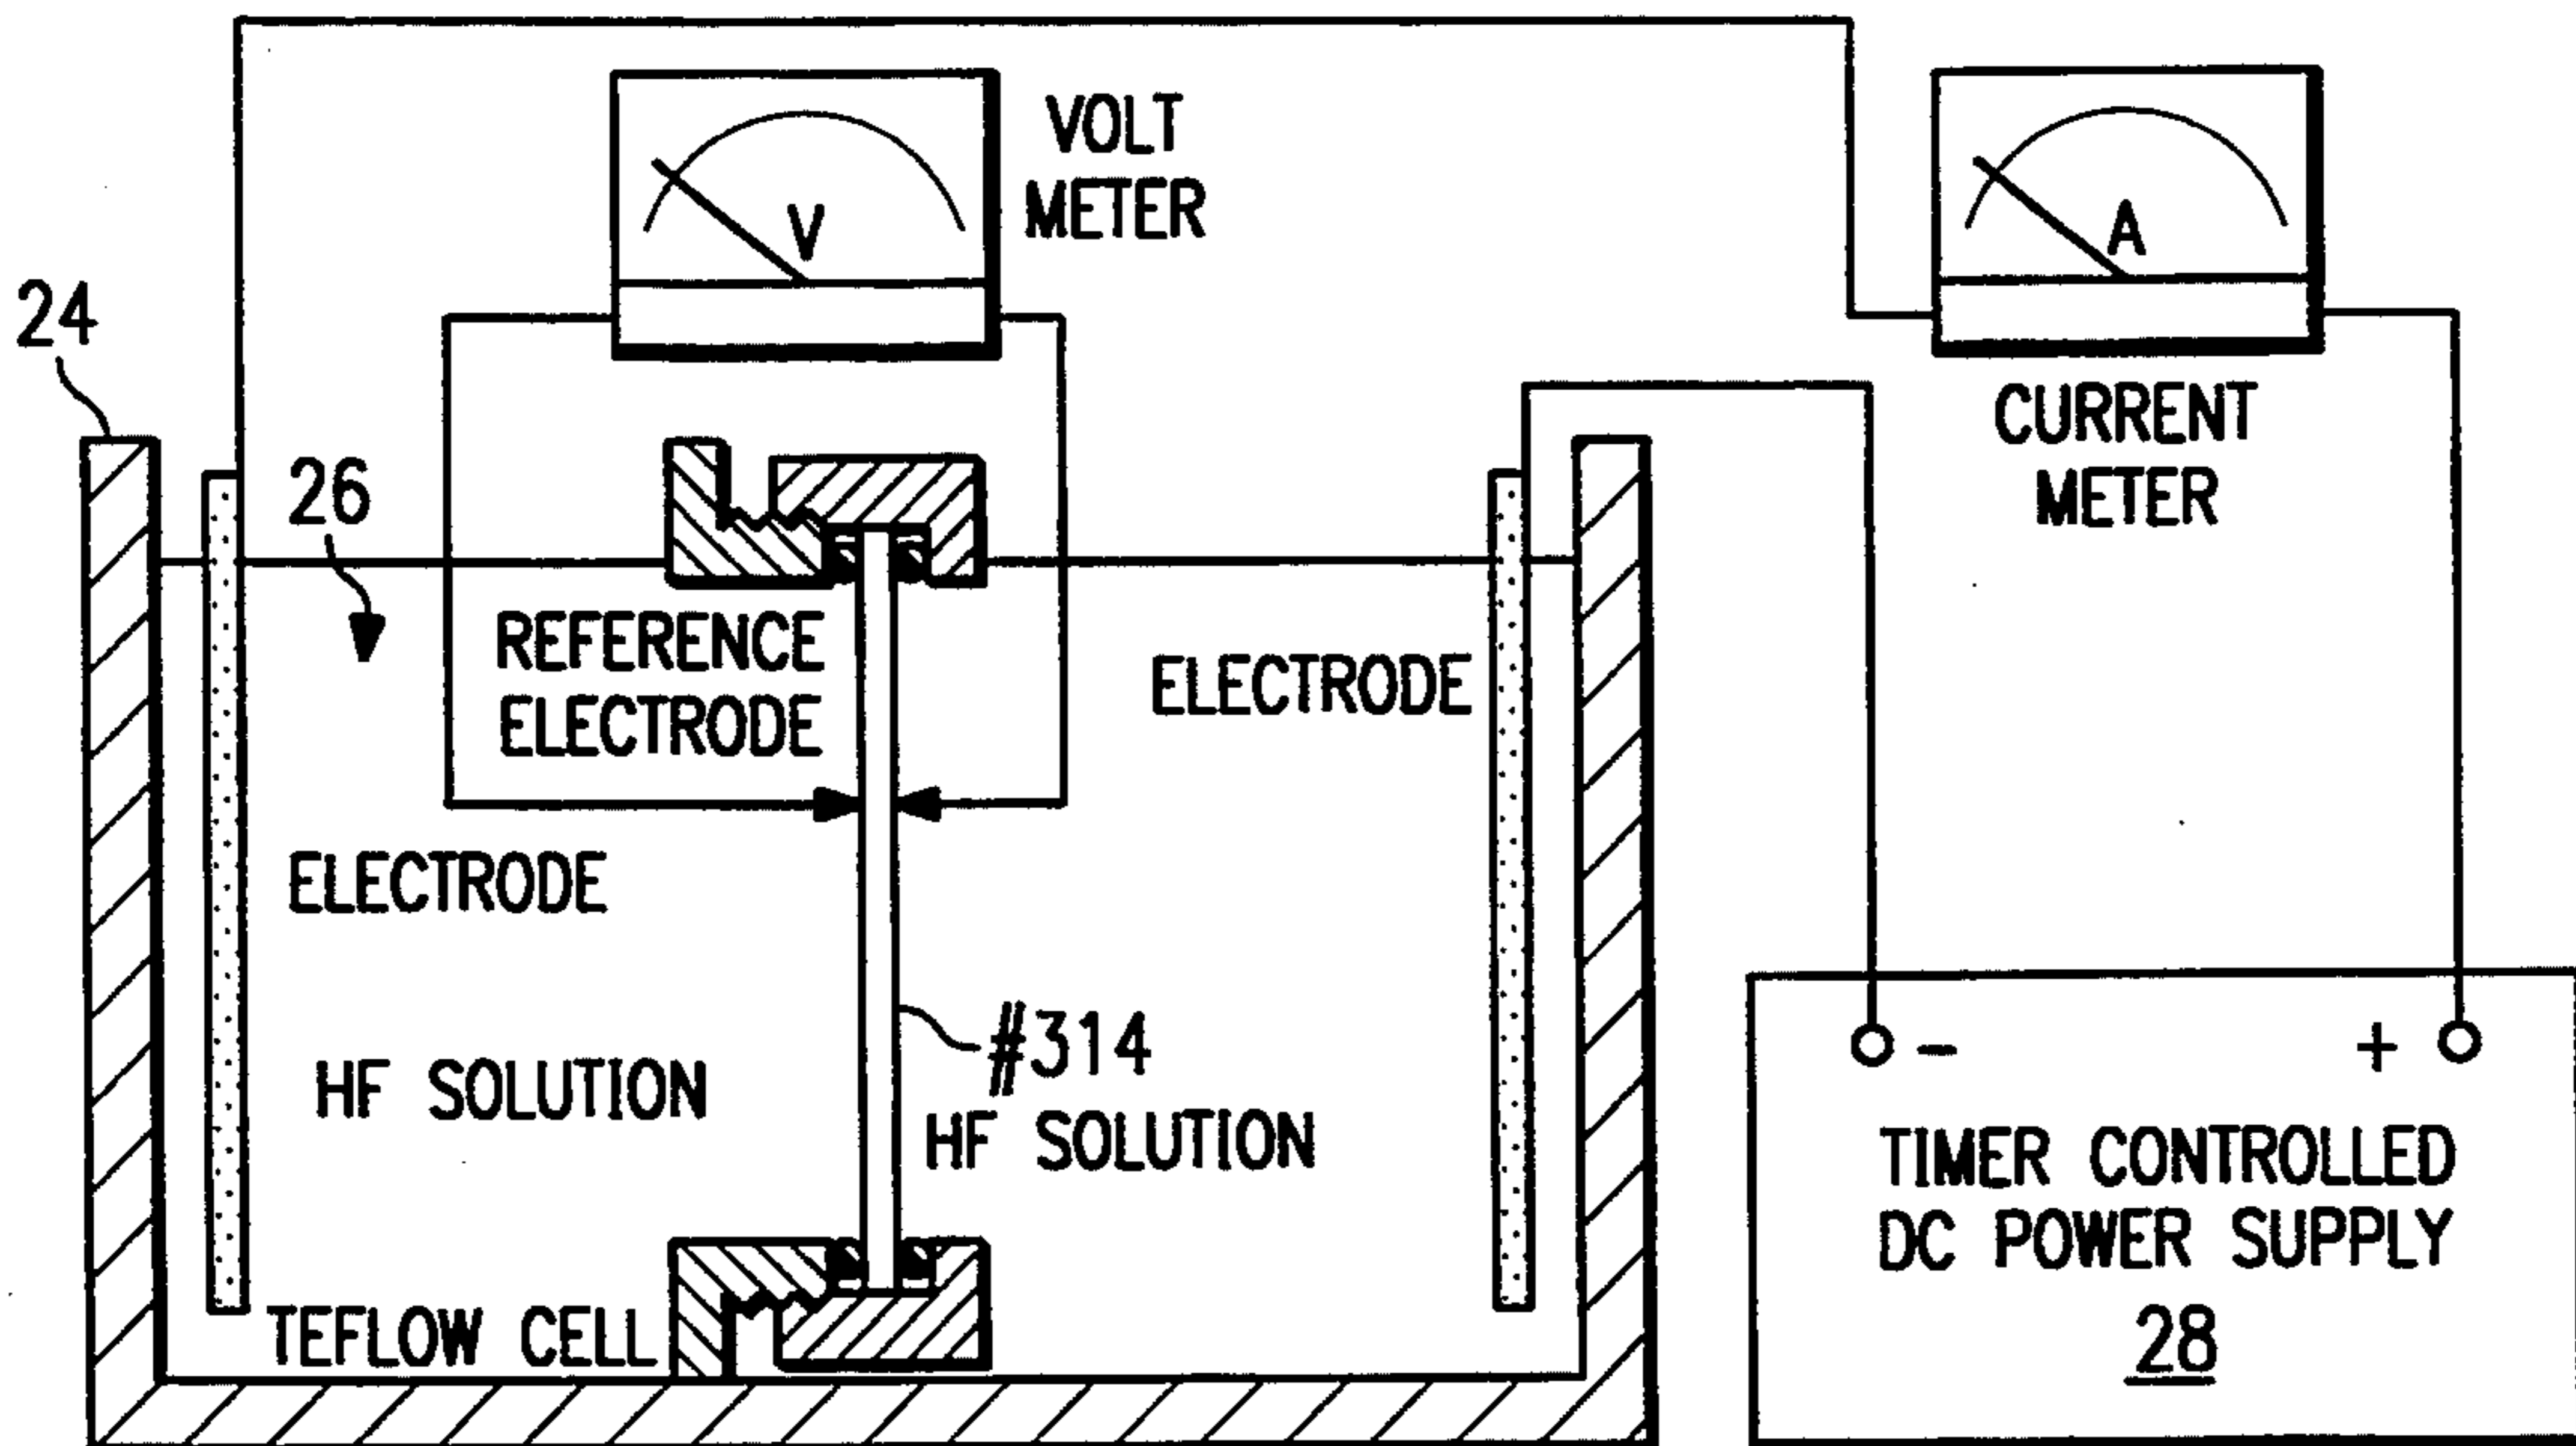 VOLT
METER
V
A
24
CURRENT
METER
26
REFERENCE
ELECTRODE
ELECTRODE
ELECTRODE
#314
HF SOLUTION
HF SOLUTION
- +
TIMER CONTROLLED
DC POWER SUPPLY
28
TEFLOW CELL